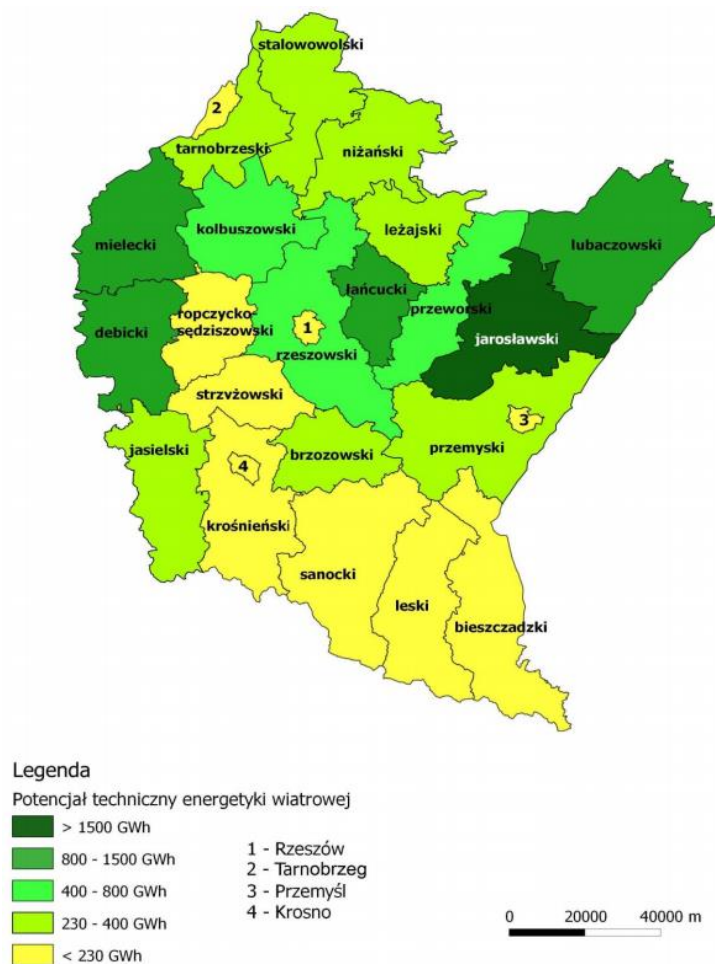 stalowowolski
2
tarnobrzeski
niżański
kolbuszowski
leżajski
mielecki
lubaczowski
łańcucki
ropczycko-
sędziszowski
przeworski
debicki
1
jarosławski
rzeszowski
strzyżowski
3
jasielski
brzozowski
przemyski
4
krośnieński
sanocki
leski
bieszczadzki
Legenda
Potencjał techniczny energetyki wiatrowej
> 1500 GWh
800 - 1500 GWh
400 - 800 GWh
230 - 400 GWh
< 230 GWh
1 - Rzeszów
2 - Tarnobrzeg
3 - Przemyśl
4 - Krosno
0 20000 40000 m